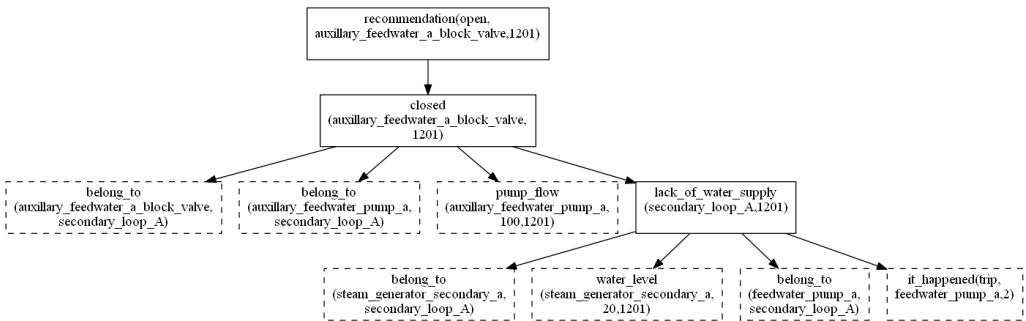 recommendation(open,
auxillary_feedwater_a_block_valve,1201)
closed
(auxillary_feedwater_a_block_valve,
1201)
belong_to
(auxillary_feedwater_a_block_valve,
secondary_loop_A)
belong_to
(auxillary_feedwater_pump_a,
secondary_loop_A)
pump_flow
(auxillary_feedwater_pump_a,
100,1201)
lack_of_water_supply
(secondary_loop_A,1201)
belong_to
(steam_generator_secondary_a,
secondary_loop_A)
water_level
(steam_generator_secondary_a,
20,1201)
belong_to
(feedwater_pump_a,
secondary_loop_A)
it_happened(trip,
feedwater_pump_a,2)